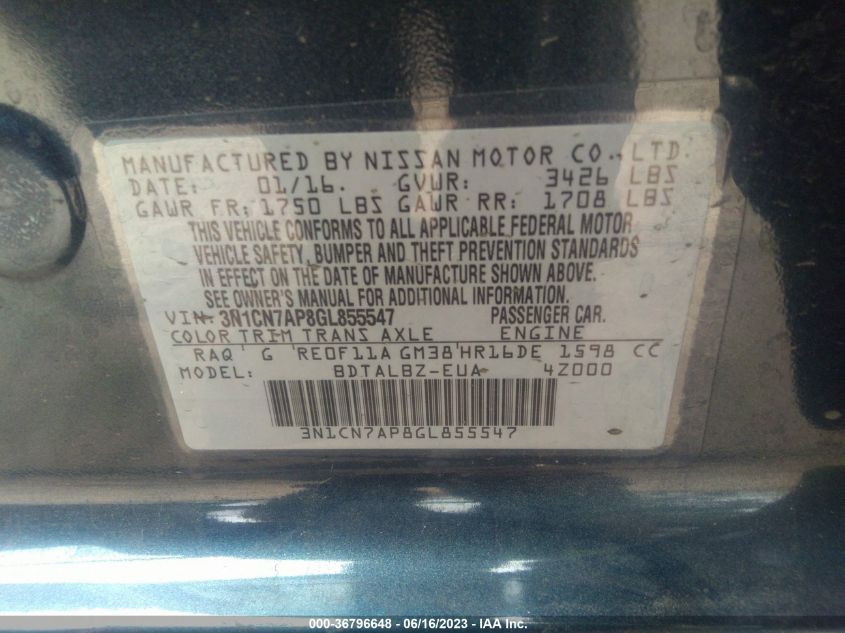 MANUFACTURED BY NISSAN MOTOR CO., LTD.
DATE: 01/16. GVWR: 3426 LBS
GAWR FR: 1750 LBS GAWR RR: 1708 LBS
THIS VEHICLE CONFORMS TO ALL APPLICABLE FEDERAL MOTOR
VEHICLE SAFETY, BUMPER AND THEFT PREVENTION STANDARDS
IN EFFECT ON THE DATE OF MANUFACTURE SHOWN ABOVE.
SEE OWNER'S MANUAL FOR ADDITIONAL INFORMATION.
VIN: 3N1CN7AP8GL855547 PASSENGER CAR.
COLOR TRIM TRANS AXLE ENGINE
RAQ G RE0F11A GM38 HR16DE 1598 CC
MODEL: BDTALBZ-EUA 4Z000
3N1CN7AP8GL855547
000-36796648 - 06/16/2023 - IAA Inc.